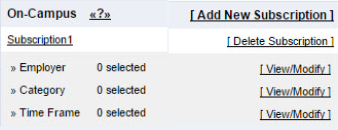 On-Campus «?» [ Add New Subscription ]
Subscription1 [ Delete Subscription ]
» Employer 0 selected [ View/Modify ]
» Category 0 selected [ View/Modify ]
» Time Frame 0 selected [ View/Modify ]